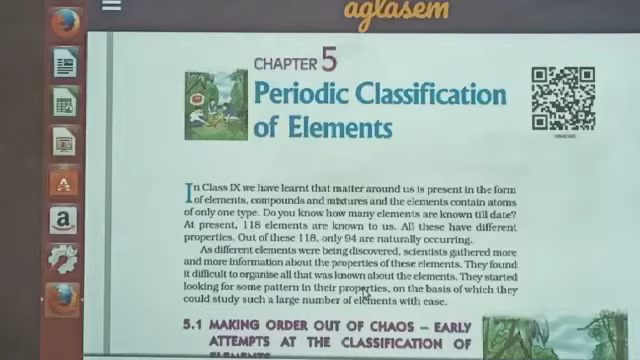 aglasem
CHAPTER 5
Periodic Classification
of Elements
In Class IX we have learnt that matter around us is present in the form
of elements, compounds and mixtures and the elements contain atoms
of only one type. Do you know how many elements are known till date?
At present, 118 elements are known to us. All these have different
properties. Out of these 118, only 94 are naturally occurring.
As different elements were being discovered, scientists gathered more
and more information about the properties of these elements. They found
it difficult to organise all that was known about the elements. They started
looking for some pattern in their properties, on the basis of which they
could study such a large number of elements with ease.
5.1 MAKING ORDER OUT OF CHAOS – EARLY
ATTEMPTS AT THE CLASSIFICATION OF
ELEMENTS